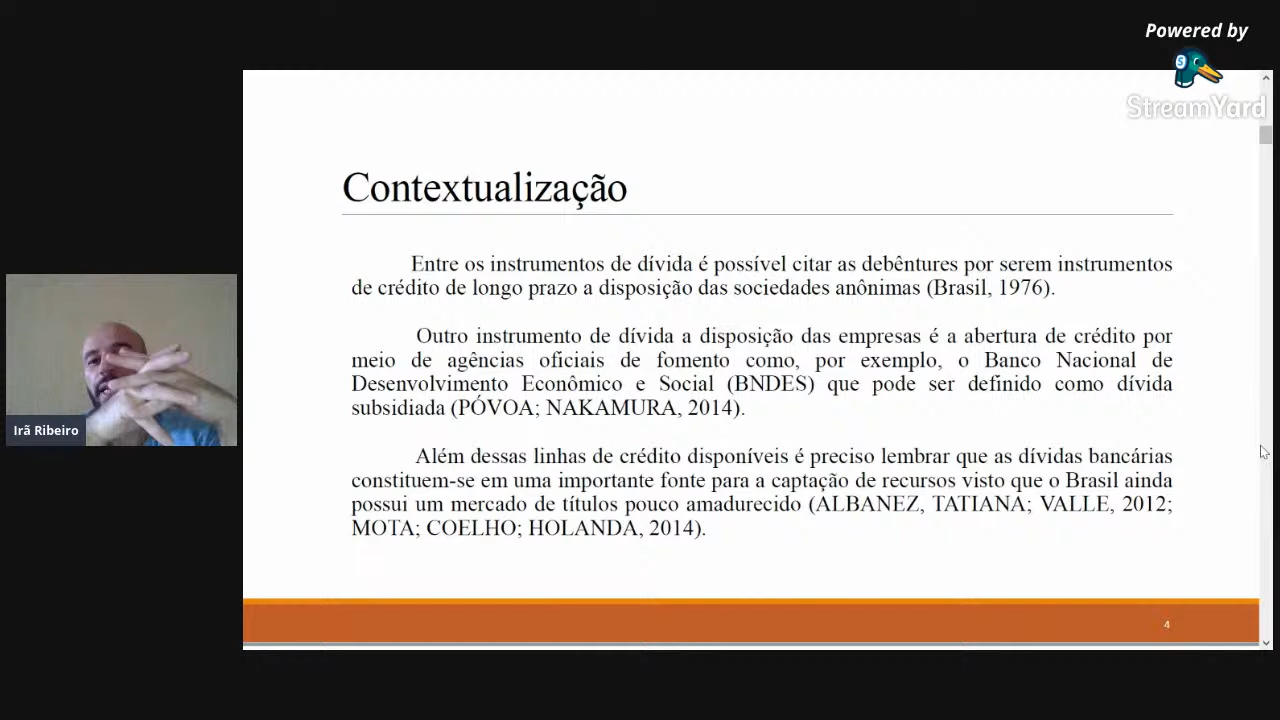 Powered by
StreamYard
Contextualização
Entre os instrumentos de dívida é possível citar as debêntures por serem instrumentos
de crédito de longo prazo a disposição das sociedades anônimas (Brasil, 1976).
Outro instrumento de dívida a disposição das empresas é a abertura de crédito por
meio de agências oficiais de fomento como, por exemplo, o Banco Nacional de
Desenvolvimento Econômico e Social (BNDES) que pode ser definido como dívida
subsidiada (PÓVOA; NAKAMURA, 2014).
Além dessas linhas de crédito disponíveis é preciso lembrar que as dívidas bancárias
constituem-se em uma importante fonte para a captação de recursos visto que o Brasil ainda
possui um mercado de títulos pouco amadurecido (ALBANEZ, TATIANA; VALLE, 2012;
MOTA; COELHO; HOLANDA, 2014).
Irã Ribeiro
4